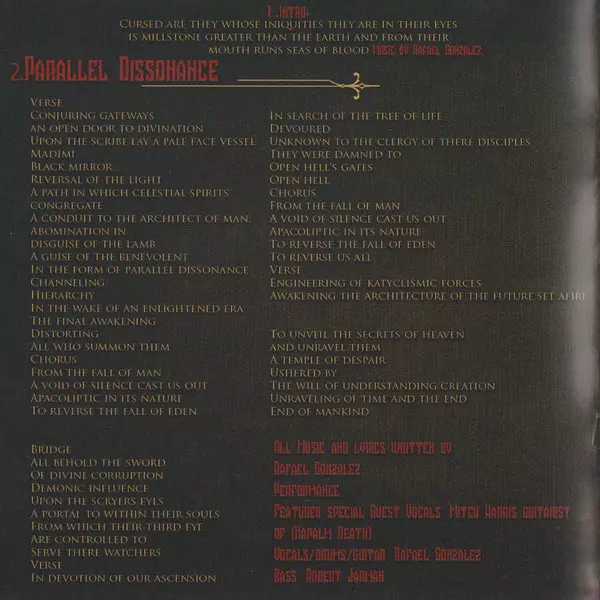 1.Intro:
Cursed are they whose iniquities they are in their eyes
is millstone greater than the earth and from their
mouth runs seas of blood Music by Rafael Gonzalez
2.Parallel Dissonance
Verse
Conjuring gateways
an open door to divination
Upon the scribe lay a pale face vessel
Madimi
Black mirror
Reversal of the light
A path in which celestial spirits
congregate
A conduit to the architect of man,
Abomination in
disguise of the lamb
A guise of the benevolent
In the form of parallel dissonance
Channeling
Hierarchy
In the wake of an enlightened era
The final awakening
Distorting
All who summon them
Chorus
From the fall of man
A void of silence cast us out
Apacoliptic in its nature
To reverse the fall of Eden
In search of the tree of life
Devoured
Unknown to the clergy of there disciples
They were damned to
Open hell's gates
Open hell
Chorus
From the fall of man
A void of silence cast us out
Apacoliptic in its nature
To reverse the fall of Eden
To reverse us all
Verse
Engineering of katyclismic forces
Awakening the architecture of the future set afire
To unveil the secrets of heaven
and unravel them
A temple of despair
Ushered by
The will of understanding creation
Unraveling of time and the end
End of mankind
Bridge
All behold the sword
Of divine corruption
Demonic influence
Upon the scryers eyes
A portal to within their souls
From which their third eye
Are controlled to
Serve there watchers
Verse
In devotion of our ascension
All Music and lyrics written by
Rafael Gonzalez
Performance
Featured special Guest Vocals Mitch Harris guitarist
of (Napalm Death)
Vocals/drums/guitar Rafael Gonzalez
Bass Advent Jahmar